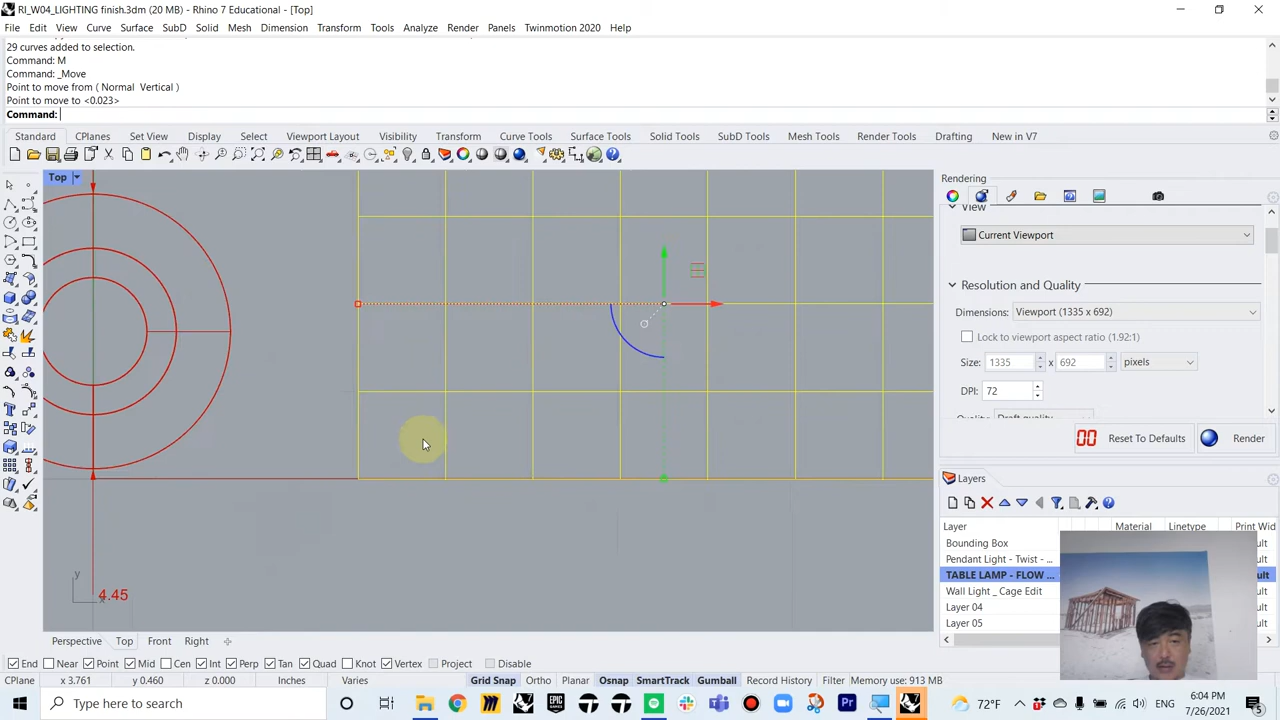 RI_W04_LIGHTING finish.3dm (20 MB) - Rhino 7 Educational - [Top]
File Edit View Curve Surface SubD Solid Mesh Dimension Transform Tools Analyze Render Panels Twinmotion 2020 Help
29 curves added to selection.
Command: M
Command: _Move
Point to move from ( Normal Vertical )
Point to move to <0.023>
Command:
Standard CPlanes Set View Display Select Viewport Layout Visibility Transform Curve Tools Surface Tools Solid Tools SubD Tools Mesh Tools Render Tools Drafting New in V7
Top
Rendering
View
Current Viewport
Resolution and Quality
Dimensions: Viewport (1335 x 692)
Lock to viewport aspect ratio (1.92:1)
Size: 1335 x 692 pixels
DPI: 72
Reset To Defaults Render
Layers
Layer Material Linetype Print Wid
Bounding Box ult
Pendant Light - Twist - ... ult
TABLE LAMP - FLOW ... ult
Wall Light _ Cage Edit ult
Layer 04 ult
Layer 05 ult
y
x
4.45
Perspective Top Front Right
End Near Point Mid Cen Int Perp Tan Quad Knot Vertex Project Disable
CPlane x 3.761 y 0.460 z 0.000 Inches Varies Grid Snap Ortho Planar Osnap SmartTrack Gumball Record History Filter Memory use: 913 MB
Type here to search
72°F
ENG
6:04 PM
7/26/2021
5